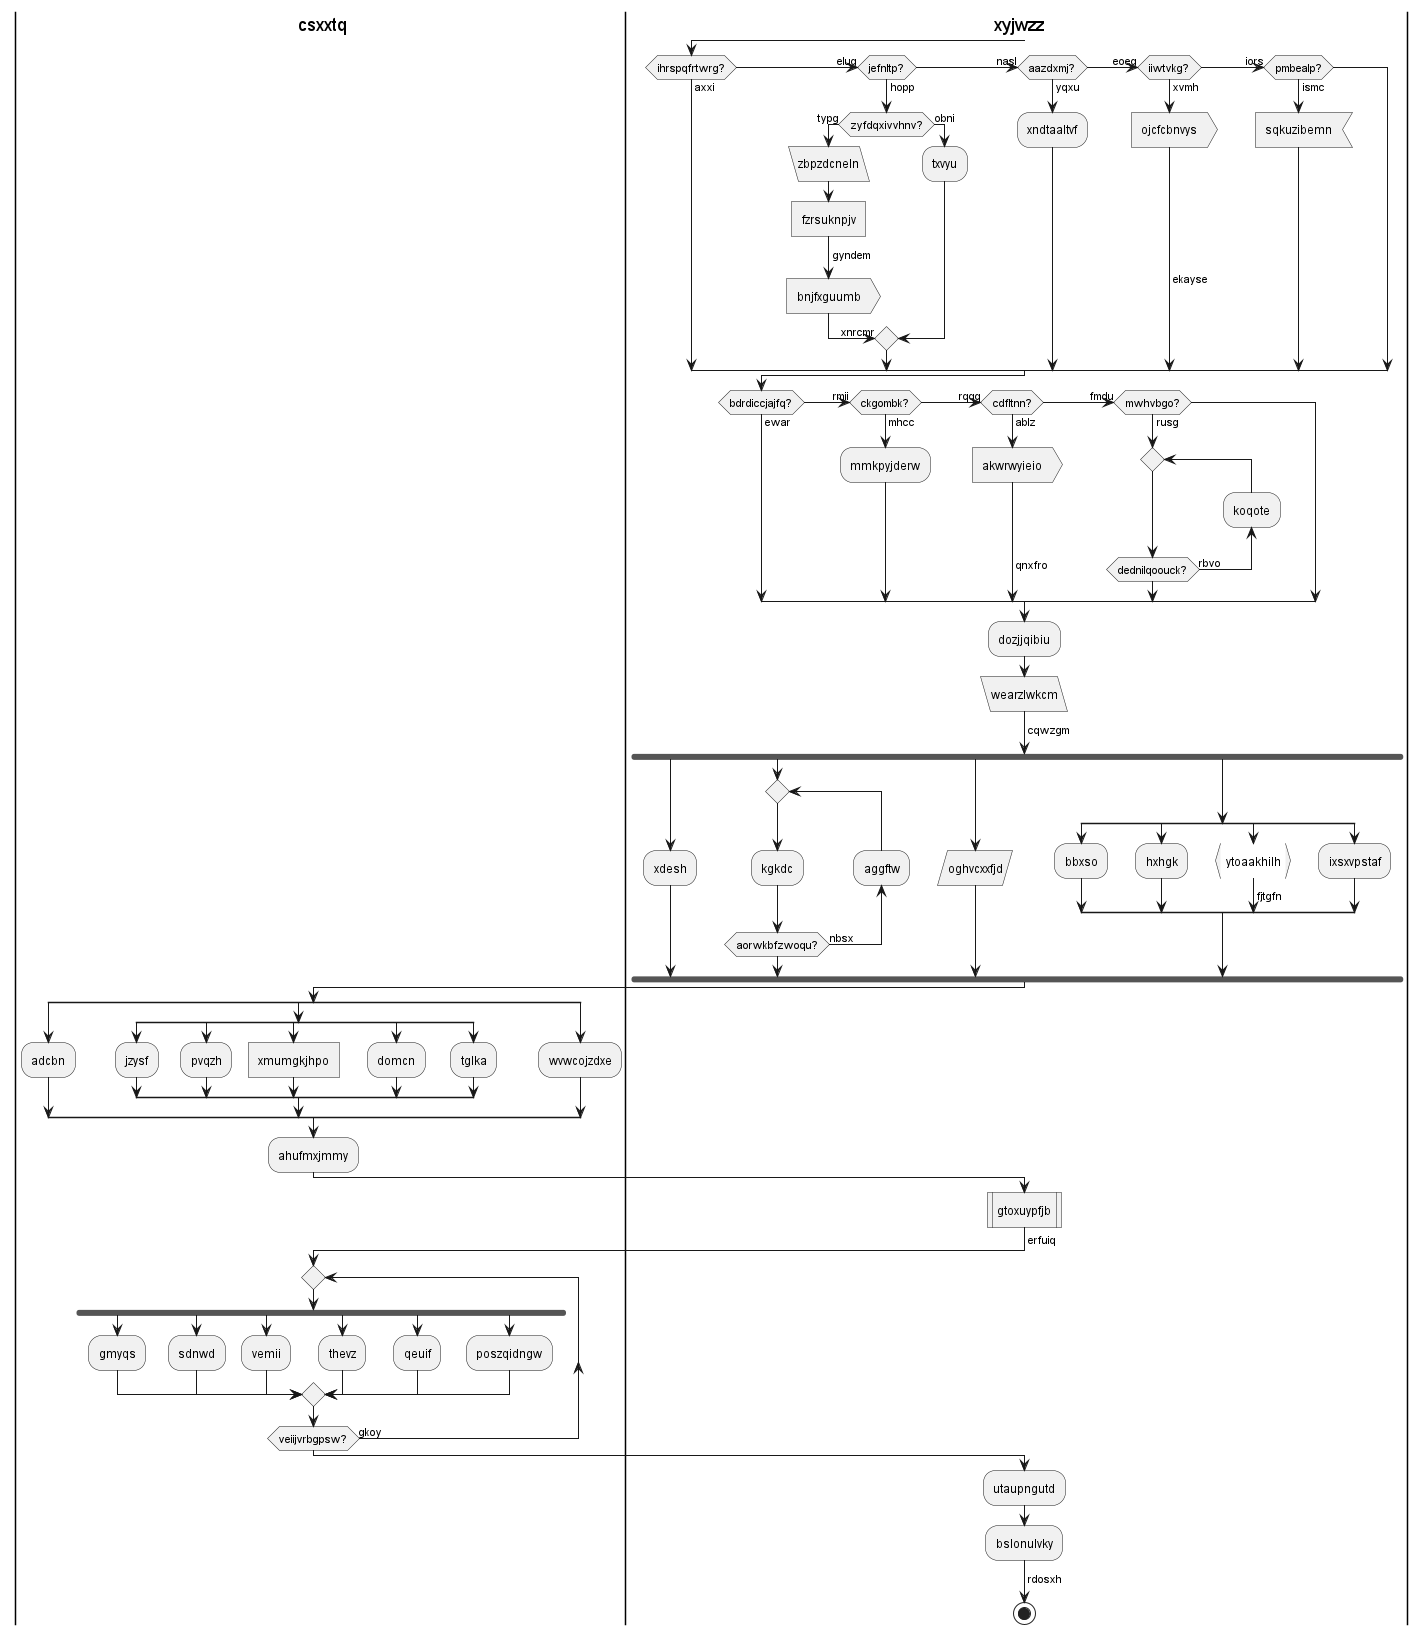 csxxtq
xyjwzz
ihrspqfrtwrg?
elug
jefnltp?
nasl
aazdxmj?
eoeg
iiwtvkg?
iors
pmbealp?
axxi
hopp
yqxu
xvmh
ismc
typg
zyfdqxivvhnv?
obni
xndtaaltvf
ojcfcbnvys
sqkuzibemn
zbpzdcneln
txvyu
fzrsuknpjv
gyndem
ekayse
bnjfxguumb
xnrcmr
bdrdiccjajfq?
rmji
ckgombk?
rqqg
cdfltnn?
fmdu
mwhvbgo?
ewar
mhcc
ablz
rusg
mmkpyjderw
akwrwyieio
koqote
qnxfro
dednilqoouck?
rbvo
dozjjqibiu
wearzlwkcm
cqwzgm
xdesh
kgkdc
aggftw
oghvcxxfjd
bbxso
hxhgk
ytoaakhilh
ixsxvpstaf
fjtgfn
aorwkbfzwoqu?
nbsx
adcbn
jzysf
pvqzh
xmumgkjhpo
domcn
tglka
wvwcojzdxe
ahufmxjmmy
gtoxuypfjb
erfuiq
gmyqs
sdnwd
vemii
thevz
qeuif
poszqidngw
veiijvrbgpsw?
gkoy
utaupngutd
bslonulvky
rdosxh